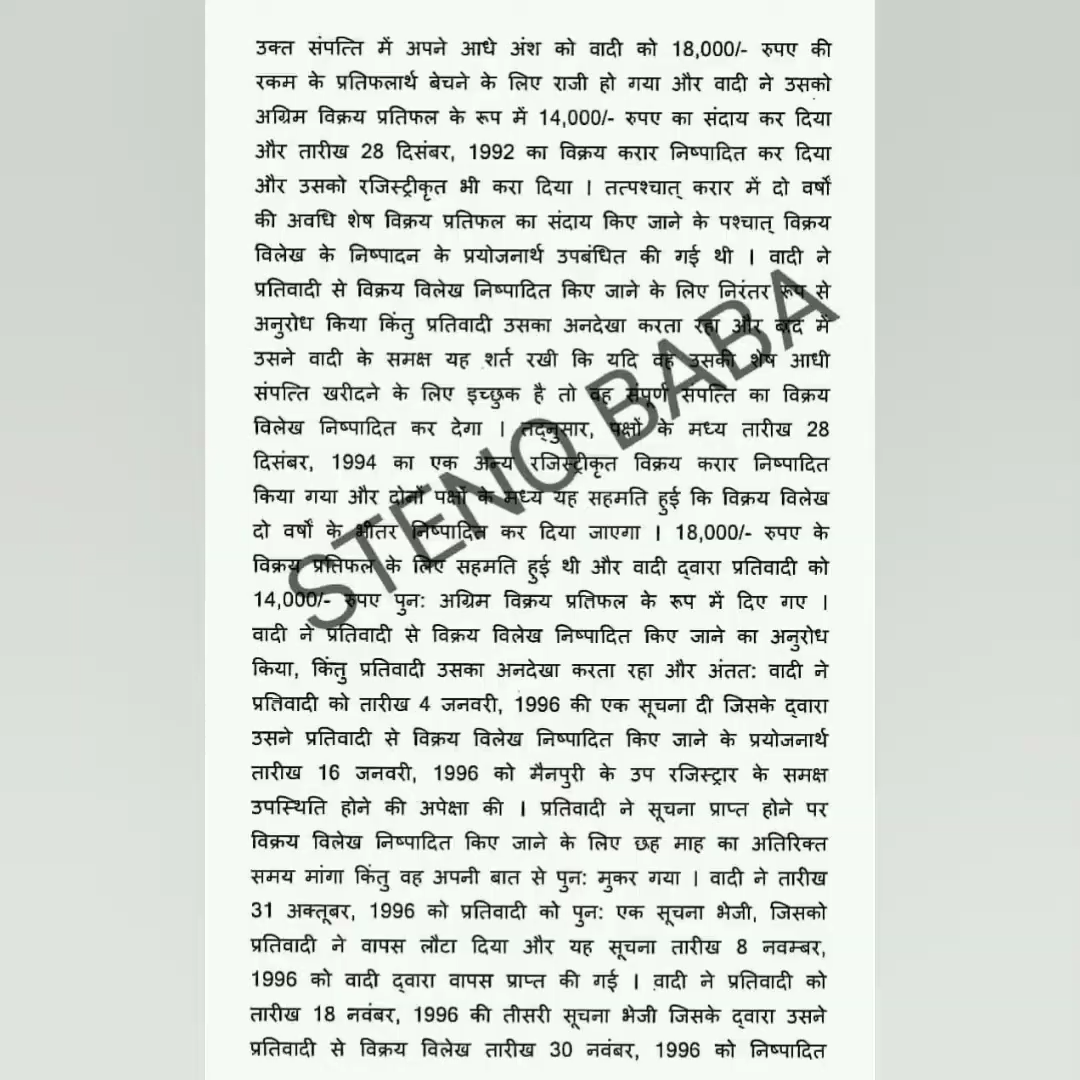 उक्त संपत्ति में अपने आधे अंश को वादी को 18,000/- रुपए की
रकम के प्रतिफलार्थ बेचने के लिए राजी हो गया और वादी ने उसको
अग्रिम विक्रय प्रतिफल के रूप में 14,000/- रुपए का संदाय कर दिया
और तारीख 28 दिसंबर, 1992 का विक्रय करार निष्पादित कर दिया
और उसको रजिस्ट्रीकृत भी करा दिया । तत्पश्चात् करार में दो वर्षों
की अवधि शेष विक्रय प्रतिफल का संदाय किए जाने के पश्चात् विक्रय
विलेख के निष्पादन के प्रयोजनार्थ उपबंधित की गई थी । वादी ने
प्रतिवादी से विक्रय विलेख निष्पादित किए जाने के लिए निरंतर रूप से
अनुरोध किया किंतु प्रतिवादी उसका अनदेखा करता रहा और बाद में
उसने वादी के समक्ष यह शर्त रखी कि यदि वह उसकी शेष आधी
संपत्ति खरीदने के लिए इच्छुक है तो वह संपूर्ण संपत्ति का विक्रय
विलेख निष्पादित कर देगा । तद्नुसार, पक्षों के मध्य तारीख 28
दिसंबर, 1994 का एक अन्य रजिस्ट्रीकृत विक्रय करार निष्पादित
किया गया और दोनों पक्षों के मध्य यह सहमति हुई कि विक्रय विलेख
दो वर्षों के भीतर निष्पादित कर दिया जाएगा । 18,000/- रुपए के
विक्रय प्रतिफल के लिए सहमति हुई थी और वादी द्वारा प्रतिवादी को
14,000/- रुपए पुन: अग्रिम विक्रय प्रतिफल के रूप में दिए गए ।
वादी ने प्रतिवादी से विक्रय विलेख निष्पादित किए जाने का अनुरोध
किया, किंतु प्रतिवादी उसका अनदेखा करता रहा और अंतत: वादी ने
प्रतिवादी को तारीख 4 जनवरी, 1996 की एक सूचना दी जिसके द्वारा
उसने प्रतिवादी से विक्रय विलेख निष्पादित किए जाने के प्रयोजनार्थ
तारीख 16 जनवरी, 1996 को मैनपुरी के उप रजिस्ट्रार के समक्ष
उपस्थिति होने की अपेक्षा की । प्रतिवादी ने सूचना प्राप्त होने पर
विक्रय विलेख निष्पादित किए जाने के लिए छह माह का अतिरिक्त
समय मांगा किंतु वह अपनी बात से पुन: मुकर गया । वादी ने तारीख
31 अक्तूबर, 1996 को प्रतिवादी को पुन: एक सूचना भेजी, जिसको
प्रतिवादी ने वापस लौटा दिया और यह सूचना तारीख 8 नवम्बर,
1996 को वादी द्वारा वापस प्राप्त की गई । वादी ने प्रतिवादी को
तारीख 18 नवंबर, 1996 की तीसरी सूचना भेजी जिसके द्वारा उसने
प्रतिवादी से विक्रय विलेख तारीख 30 नवंबर, 1996 को निष्पादित
STENO BABA